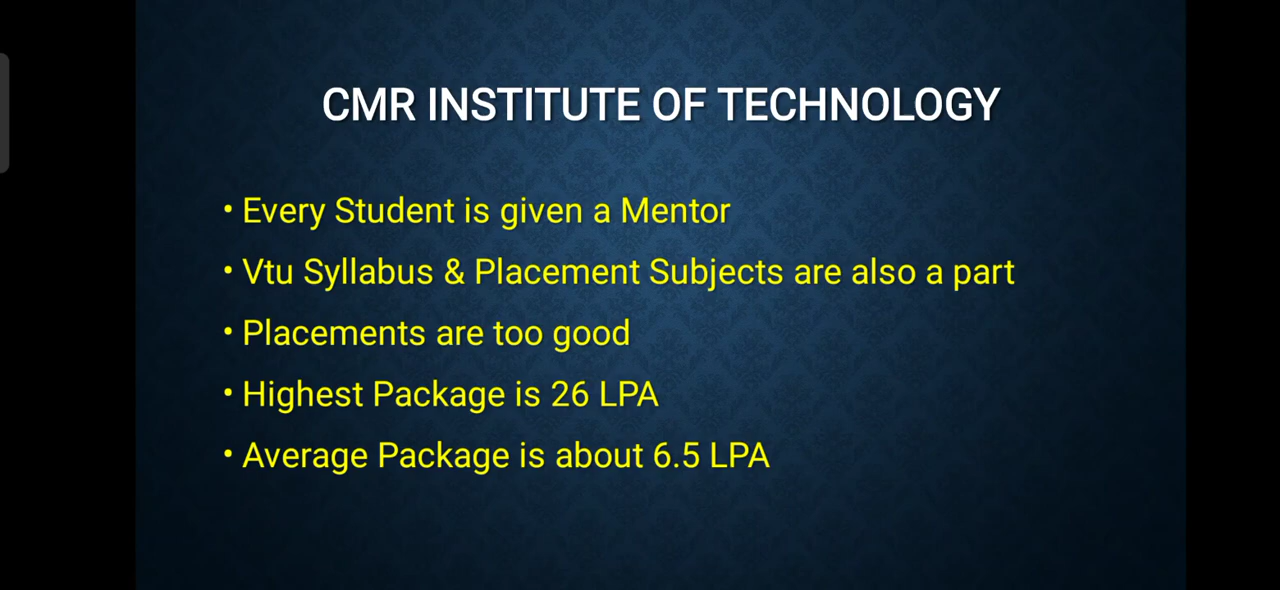 CMR INSTITUTE OF TECHNOLOGY
• Every Student is given a Mentor
• Vtu Syllabus & Placement Subjects are also a part
• Placements are too good
• Highest Package is 26 LPA
• Average Package is about 6.5 LPA